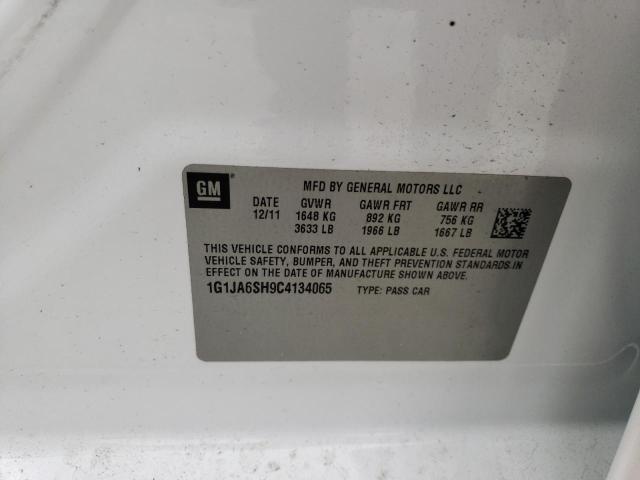 GM
MFD BY GENERAL MOTORS LLC
DATE GVWR GAWR FRT GAWR RR
12/11 1648 KG 892 KG 756 KG
3633 LB 1966 LB 1667 LB
THIS VEHICLE CONFORMS TO ALL APPLICABLE U.S. FEDERAL MOTOR
VEHICLE SAFETY, BUMPER, AND THEFT PREVENTION STANDARDS IN
EFFECT ON THE DATE OF MANUFACTURE SHOWN ABOVE.
1G1JA6SH9C4134065 TYPE: PASS CAR